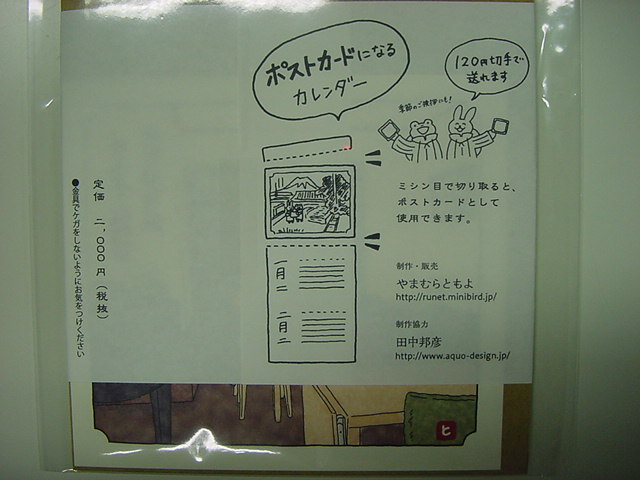 ポストカードになる
カレンダー
120円切手で
送れます
季節のご挨拶にも!
ミシン目で切り取ると、
ポストカードとして
使用できます。
一月
二月
制作・販売
やまむらともよ
http://runet.minibird.jp/
制作協力
田中邦彦
http://www.aquo-design.jp/
定価 二、〇〇〇円(税抜)
●金具でケガをしないようにお気をつけください
と